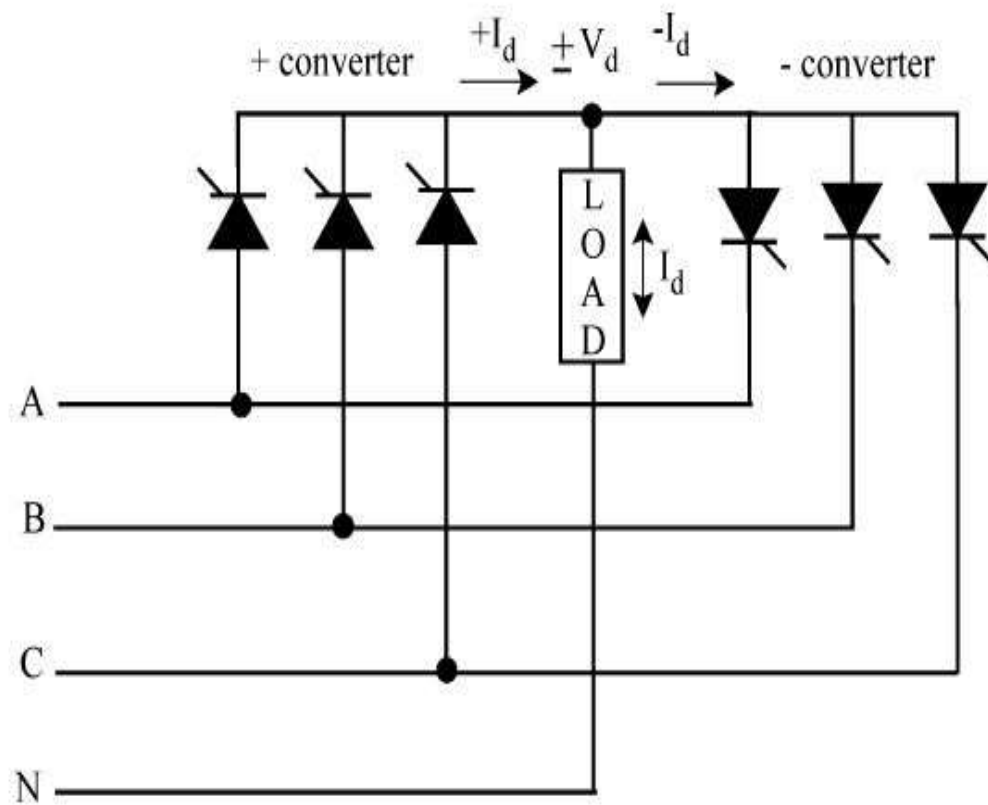 + converter
+I_d
±V_d
-I_d
- converter
L
O
A
D
I_d
A
B
C
N